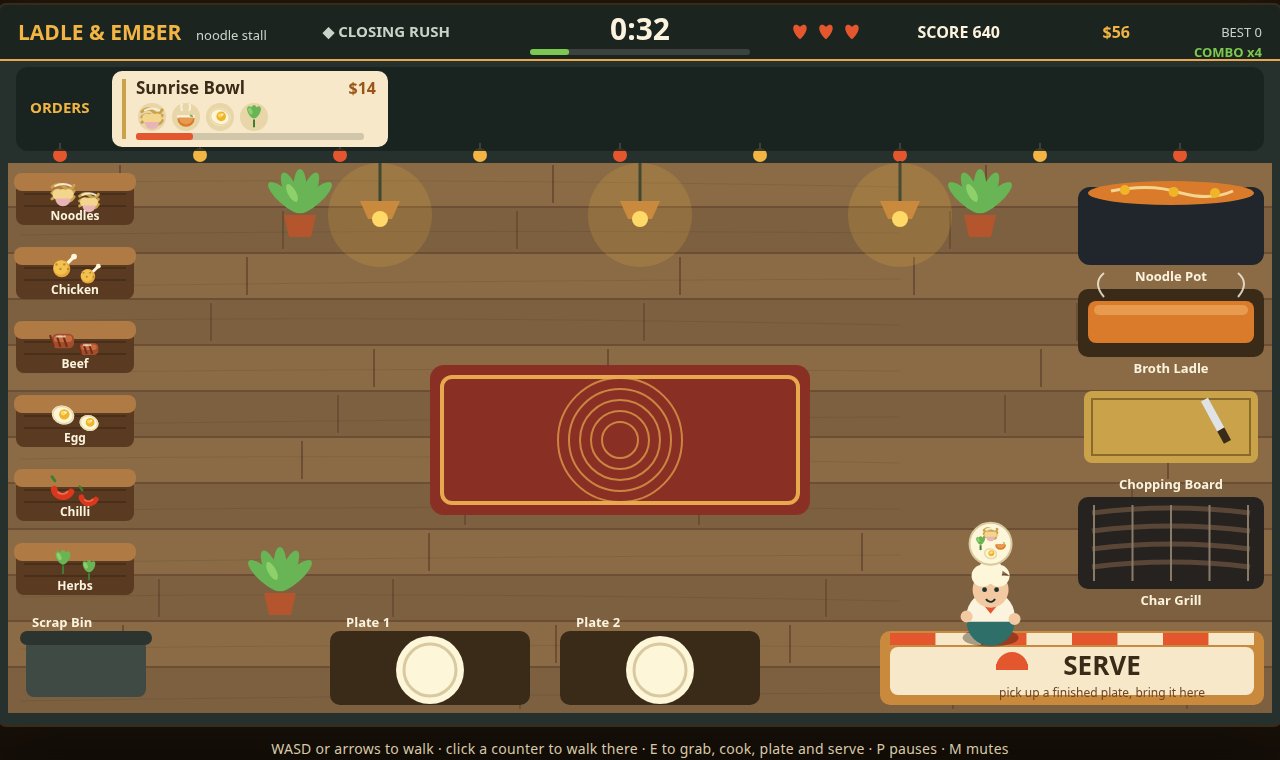 LADLE & EMBER noodle stall ◆ CLOSING RUSH 0:32 SCORE 640 $56 BEST 0
COMBO x4
ORDERS
Sunrise Bowl $14
Noodles
Chicken
Beef
Egg
Chilli
Herbs
Scrap Bin
Plate 1
Plate 2
Noodle Pot
Broth Ladle
Chopping Board
Char Grill
SERVE
pick up a finished plate, bring it here
WASD or arrows to walk · click a counter to walk there · E to grab, cook, plate and serve · P pauses · M mutes